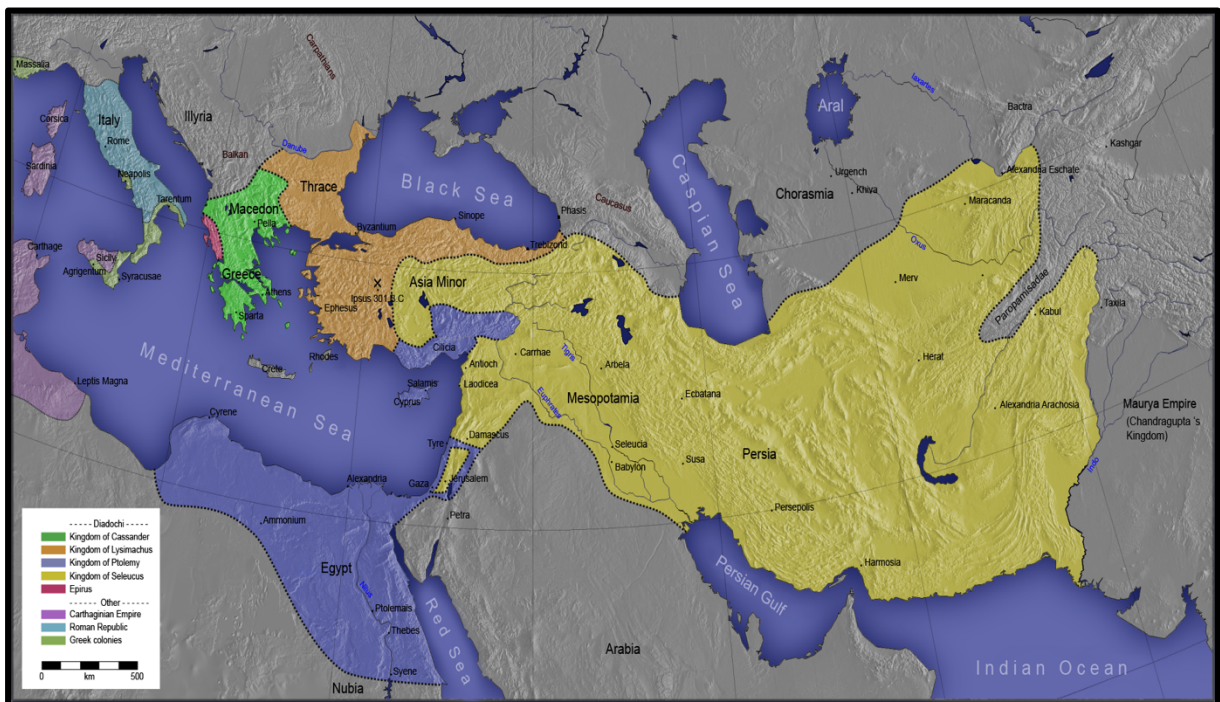 Massalia
Corsica
Sardinia
Italy
Rome
Neapolis
Tarentum
Illyria
Carpathians
Balkan
Danube
Thrace
Macedon
Pella
Greece
Athens
Sparta
Byzantium
Black Sea
Sinope
Phasis
Caucasus
Trebizond
Caspian Sea
Aral
Iaxartes
Bactra
Kashgar
Urgench
Khiva
Chorasmia
Alexandria Eschate
Maracanda
Oxus
Merv
Paropamisadae
Kabul
Taxila
Herat
Alexandria Arachosia
Maurya Empire
(Chandragupta 's
Kingdom)
Indo
Carthage
Sicily
Agrigentum
Syracusae
Asia Minor
Ipsus 301 B.C
Ephesus
Rhodes
Crete
Cilicia
Salamis
Cyprus
Antioch
Laodicea
Carrhae
Tigre
Arbela
Mesopotamia
Euphrates
Ecbatana
Mediterranean Sea
Leptis Magna
Cyrene
Damascus
Tyre
Seleucia
Babylon
Susa
Persia
Persepolis
Alexandria
Gaza
Jerusalem
Petra
Ammonium
Egypt
Nilus
Ptolemais
Thebes
Syene
Nubia
Red Sea
Arabia
Persian Gulf
Harmosia
Indian Ocean
Diadochi
Kingdom of Cassander
Kingdom of Lysimachus
Kingdom of Ptolemy
Kingdom of Seleucus
Epirus
Other
Carthaginian Empire
Roman Republic
Greek colonies
0 km 500